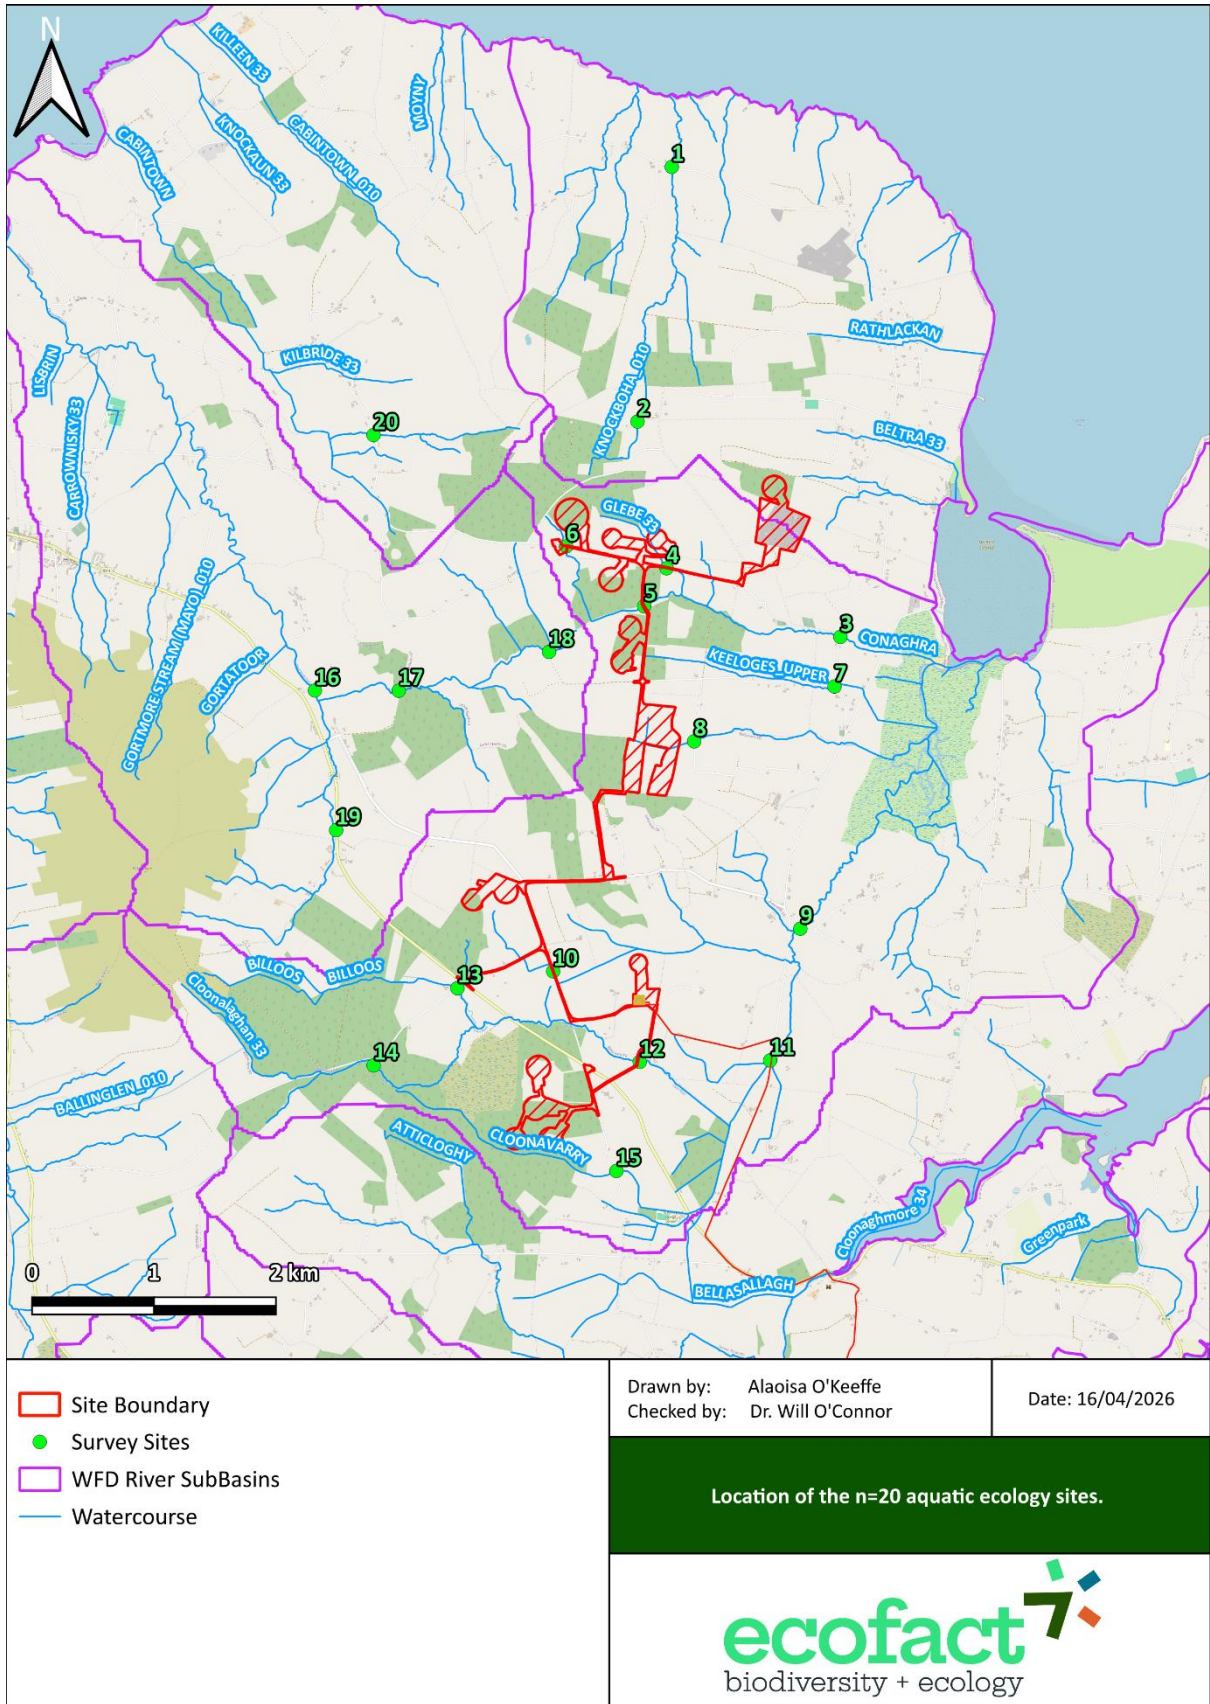 N
KILLEEN 33
MOYNY
CABINTOWN
KNOCKAUN 33
CABINTOWN_010
1
RATHLACKAN
LISBRIN
KILBRIDE 33
KNOCKBOHA_010
2
BELTRA 33
20
CARROWNISKY 33
GLEBE 33
6
4
5
3
CONAGHRA
18
KEELOGES_UPPER
7
GORTMORE STREAM (MAYO)_010
GORTATOOR
16
17
8
19
9
BILLOOS
BILLOOS
13
10
Cloonalaghan 33
14
12
11
BALLINGLEN_010
ATTICLOGHY
CLOONAVARRY
15
Cloonaghmore 34
Greenpark
BELLASALLAGH
0 1 2 km
Site Boundary
Survey Sites
WFD River SubBasins
Watercourse
Drawn by: Alaoisa O'Keeffe
Checked by: Dr. Will O'Connor
Date: 16/04/2026
Location of the n=20 aquatic ecology sites.
ecofact
biodiversity + ecology